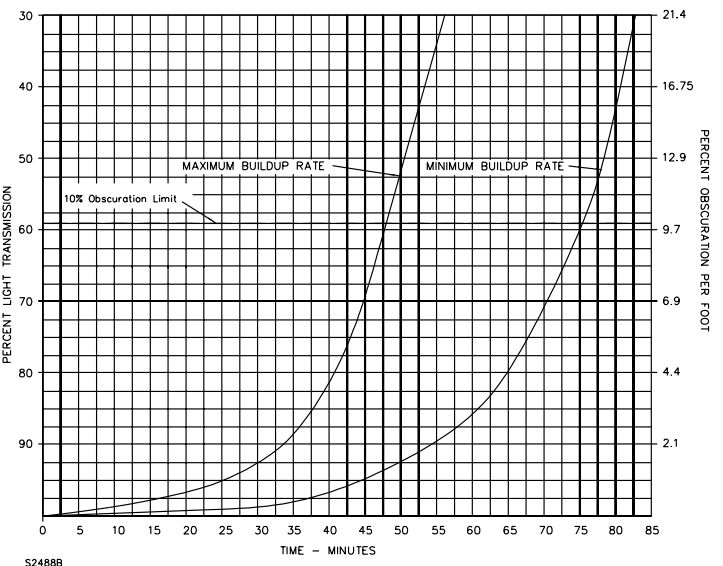 30
40
50
60
70
80
90
PERCENT LIGHT TRANSMISSION
21.4
16.75
12.9
9.7
6.9
4.4
2.1
PERCENT OBSCURATION PER FOOT
MAXIMUM BUILDUP RATE
MINIMUM BUILDUP RATE
10% Obscuration Limit
0 5 10 15 20 25 30 35 40 45 50 55 60 65 70 75 80 85
TIME – MINUTES
S2488B